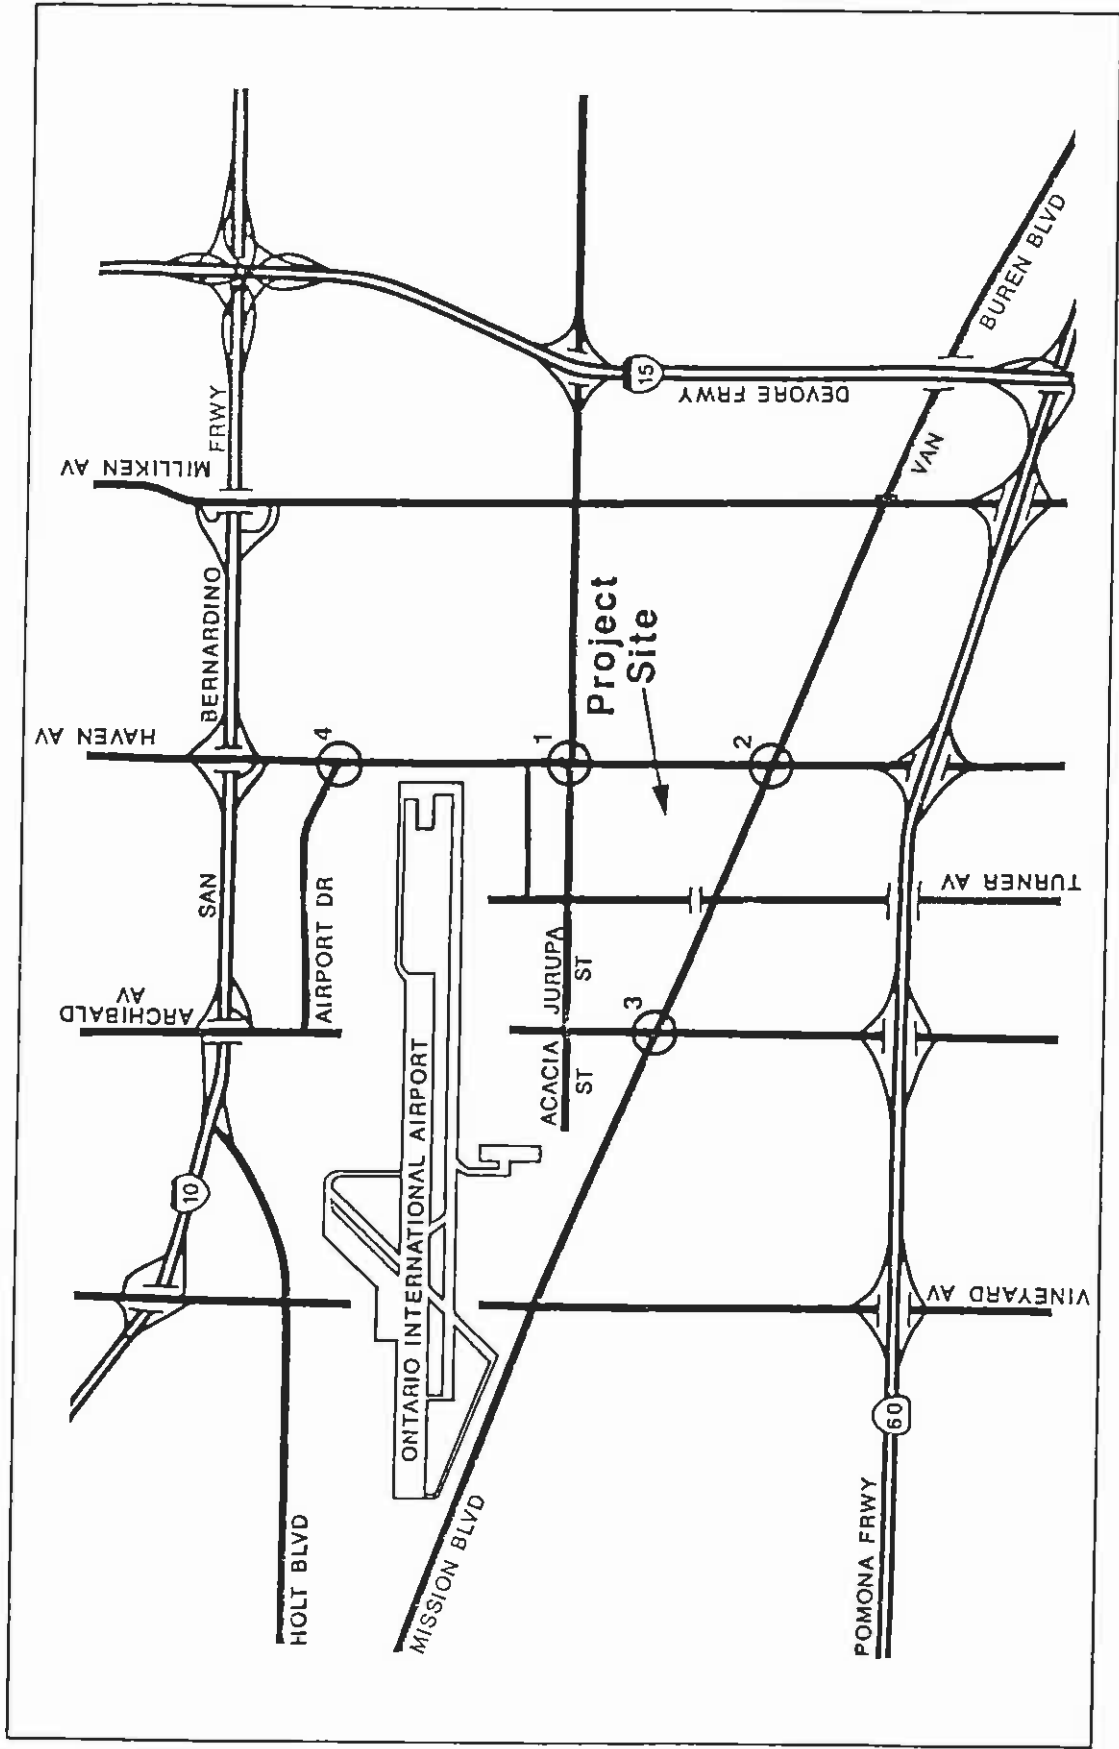 HAVEN AV
MILLIKEN AV
ARCHIBALD
AV
SAN
BERNARDINO
FRWY
10
4
AIRPORT DR
HOLT BLVD
ONTARIO INTERNATIONAL AIRPORT
1
ACACIA
ST
JURUPA
ST
Project
Site
15
DEVORE FRWY
3
2
MISSION BLVD
VAN
BUREN BLVD
TURNER AV
VINEYARD AV
60
POMONA FRWY